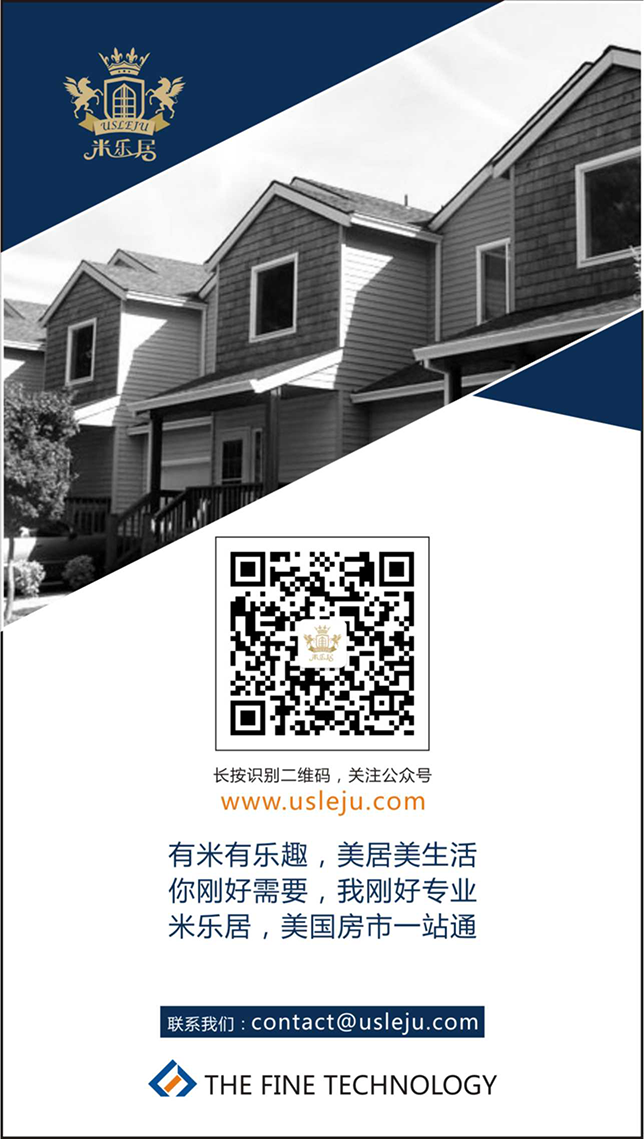 USLEJU
米乐居
米乐居
长按识别二维码，关注公众号
www.usleju.com
有米有乐趣，美居美生活
你刚好需要，我刚好专业
米乐居，美国房市一站通
联系我们：contact@usleju.com
THE FINE TECHNOLOGY